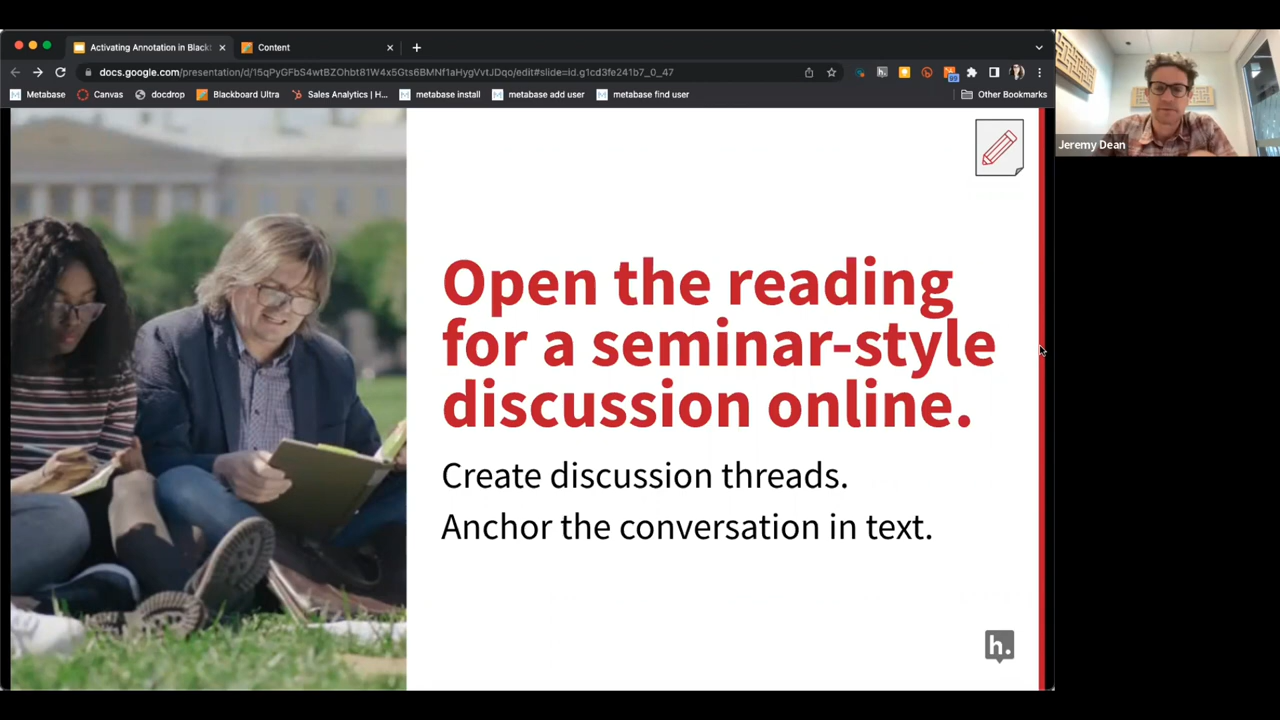 Activating Annotation in Black
Content
docs.google.com/presentation/d/15qPyGFbS4wtBZOhbt81W4x5Gts6BMNf1aHygVvtJDqo/edit#slide=id.g1cd3fe241b7_0_47
Metabase
Canvas
docdrop
Blackboard Ultra
Sales Analytics | H...
metabase install
metabase add user
metabase find user
Other Bookmarks
Jeremy Dean
Open the reading
for a seminar-style
discussion online.
Create discussion threads.
Anchor the conversation in text.
h.